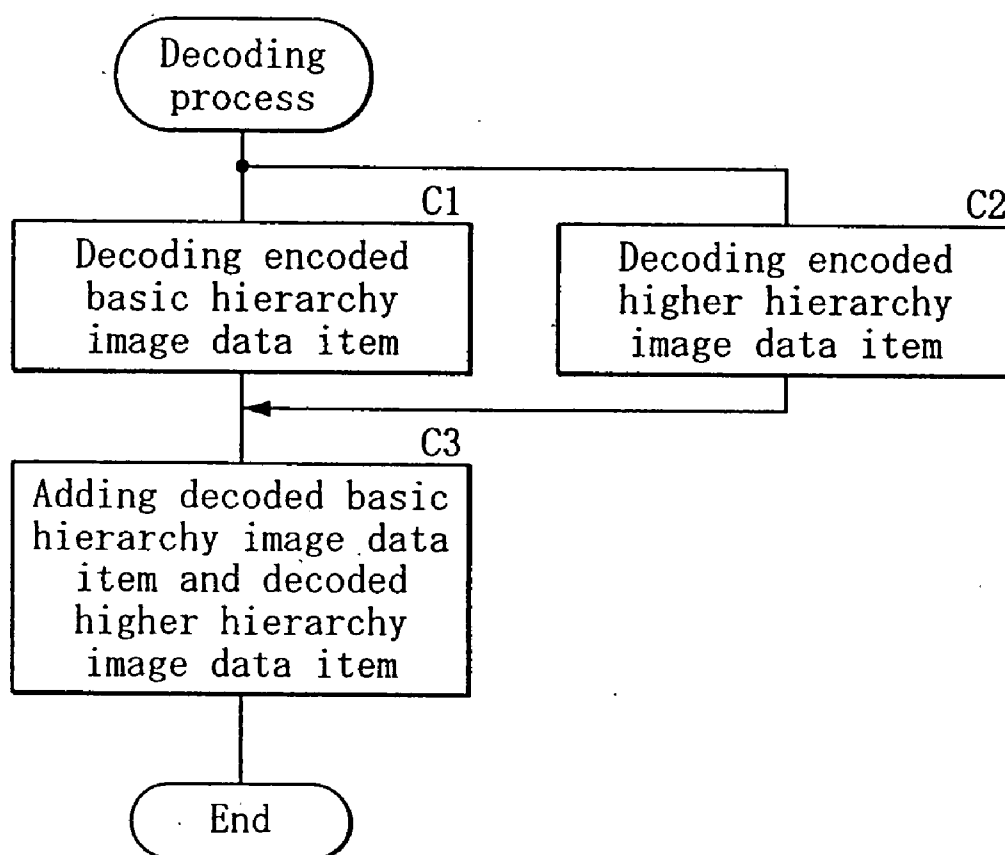 Decoding
process
C1
Decoding encoded
basic hierarchy
image data item
C2
Decoding encoded
higher hierarchy
image data item
C3
Adding decoded basic
hierarchy image data
item and decoded
higher hierarchy
image data item
End